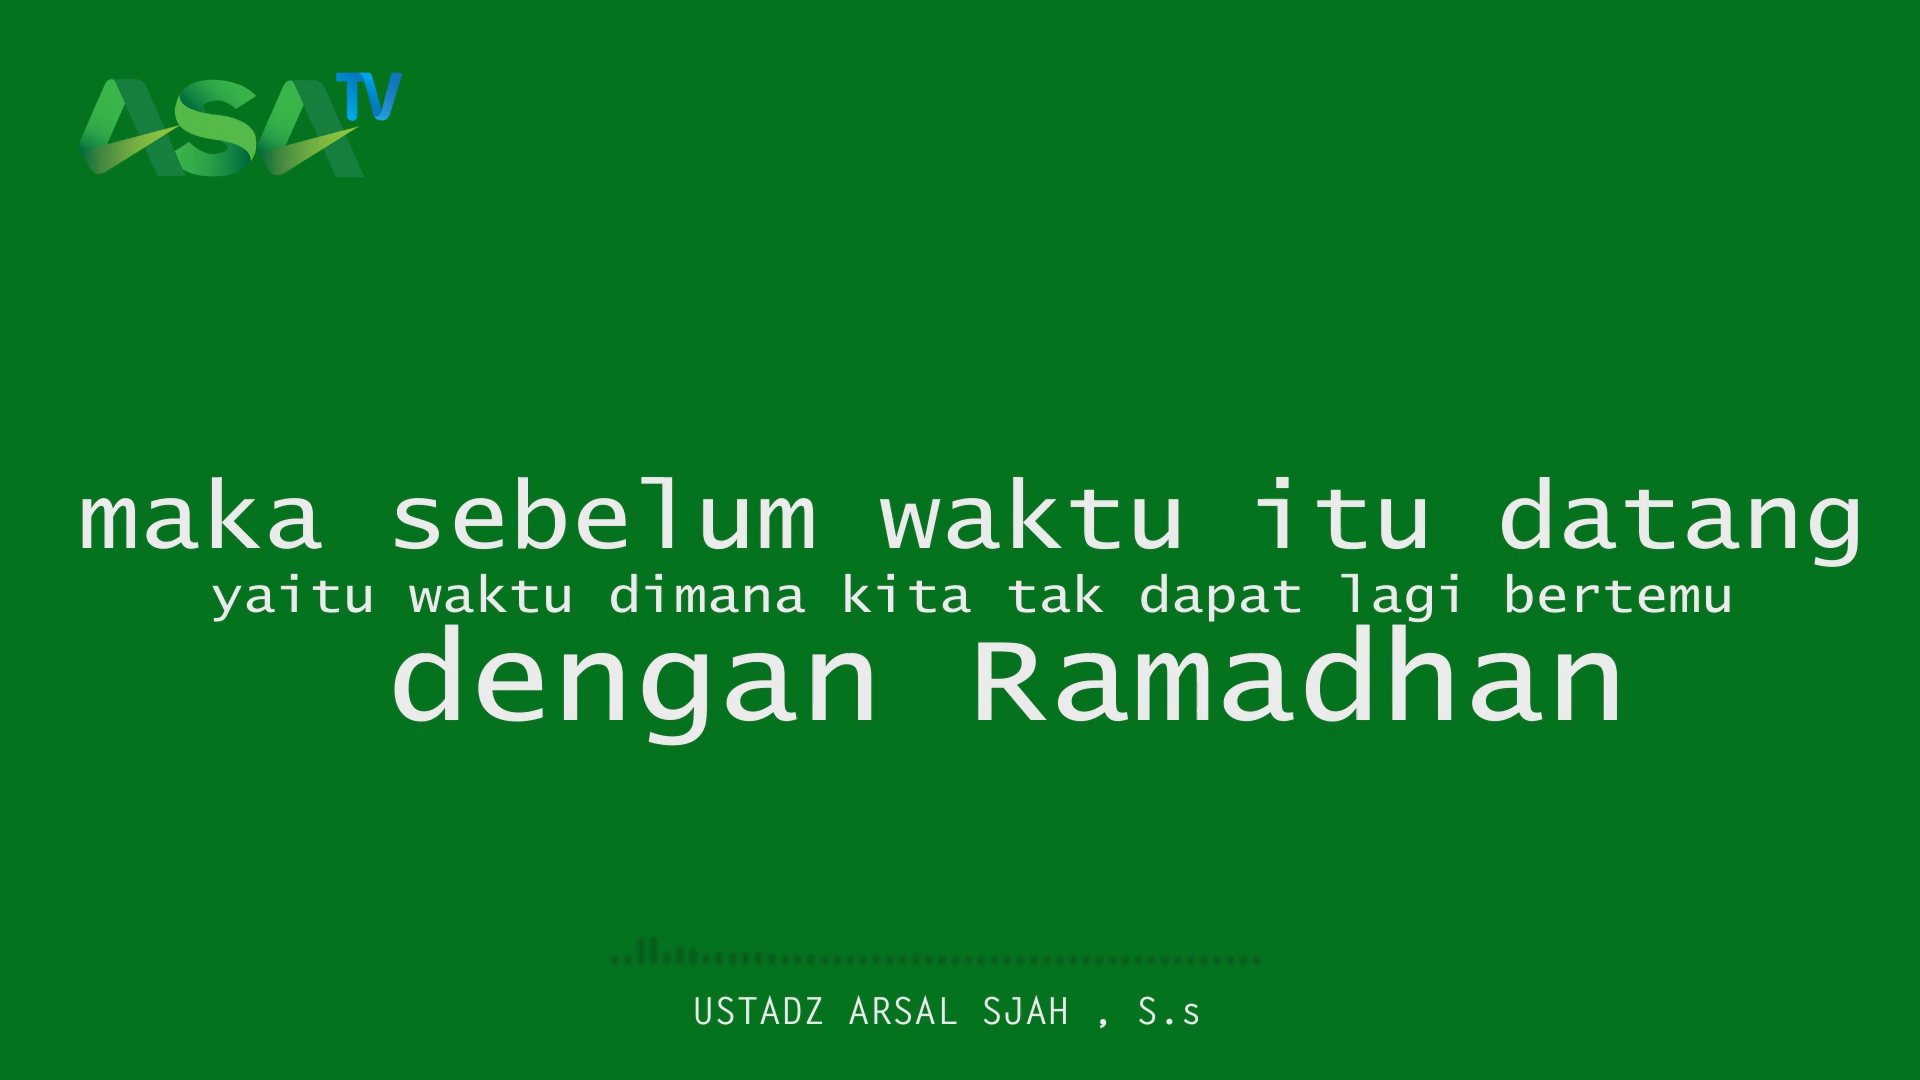 ASA TV
maka sebelum waktu itu datang
yaitu waktu dimana kita tak dapat lagi bertemu
dengan Ramadhan
USTADZ ARSAL SJAH , S.s